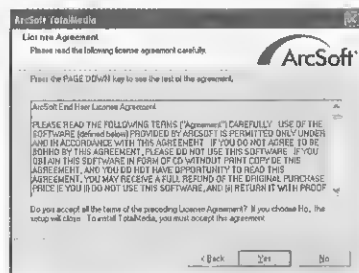 ArcSoft TotalMedia
License Agreement
Please read the following license agreement carefully.
ArcSoft
Press the PAGE DOWN key to see the rest of the agreement.
ArcSoft End User License Agreement
PLEASE READ THE FOLLOWING TERMS ("Agreement") CAREFULLY. USE OF THE
SOFTWARE (defined below) PROVIDED BY ARCSOFT IS PERMITTED ONLY UNDER
AND IN ACCORDANCE WITH THIS AGREEMENT. IF YOU DO NOT AGREE TO BE
BOUND BY THIS AGREEMENT, PLEASE DO NOT USE THIS SOFTWARE. IF YOU
OBTAIN THIS SOFTWARE IN FORM OF CD WITHOUT PRINT COPY OF THIS
AGREEMENT, AND YOU DID NOT HAVE OPPORTUNITY TO READ THIS
AGREEMENT, YOU MAY RECEIVE A FULL REFUND OF THE ORIGINAL PURCHASE
PRICE IF YOU (I) DO NOT USE THIS SOFTWARE, AND (ii) RETURN IT WITH PROOF
Do you accept all the terms of the preceding License Agreement? If you choose No, the
setup will close. To install TotalMedia, you must accept this agreement.
< Back
Yes
No